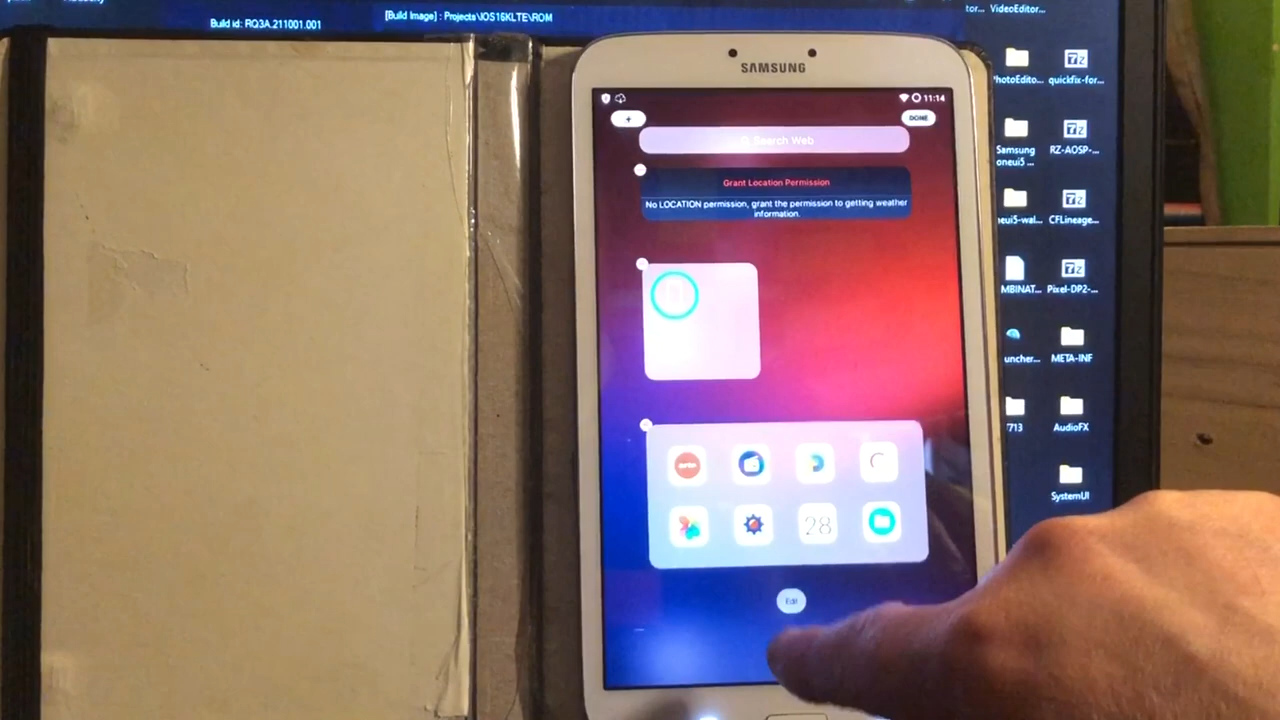 Build id: RQ3A.211001.001
[Build Image] : Projects\IOS16KLTE\ROM
tor... VideoEditor...
SAMSUNG
11:14
+
DONE
Search Web
Grant Location Permission
No LOCATION permission, grant the permission to getting weather
information.
28
Edit
hotoEdito... quickfix-for...
Samsung
oneui5 ...
RZ-AOSP-...
neui5-wal... CFLineage...
MBINAT... Pixel-DP2-...
uncher... META-INF
T713 AudioFX
SystemUI